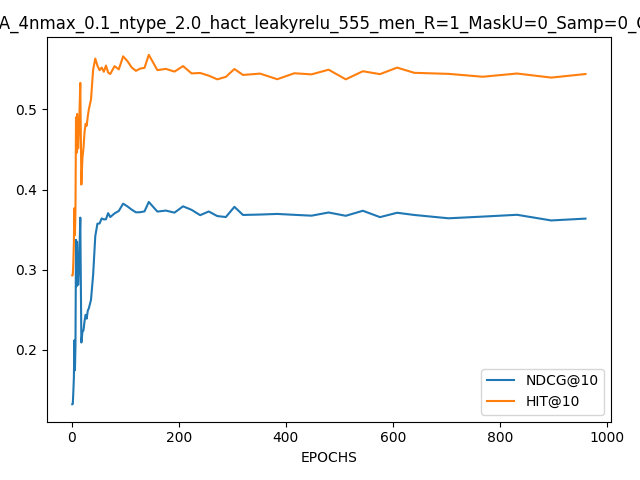 A_4nmax_0.1_ntype_2.0_hact_leakyrelu_555_men_R=1_MaskU=0_Samp=0_
0.5
0.4
0.3
0.2
NDCG@10
HIT@10
0 200 400 600 800 1000
EPOCHS